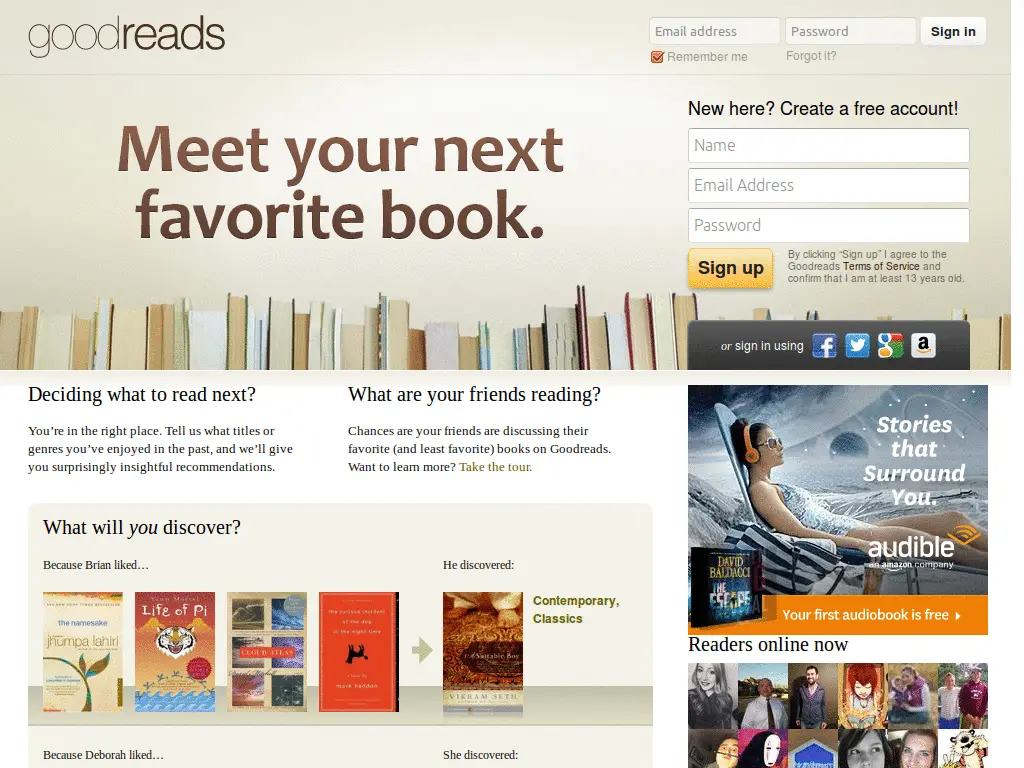 goodreads
Email address
Password
Sign in
Remember me
Forgot it?
Meet your next
favorite book.
New here? Create a free account!
Name
Email Address
Password
Sign up
By clicking “Sign up” I agree to the
Goodreads Terms of Service and
confirm that I am at least 13 years old.
or sign in using
Deciding what to read next?
You’re in the right place. Tell us what titles or
genres you’ve enjoyed in the past, and we’ll give
you surprisingly insightful recommendations.
What are your friends reading?
Chances are your friends are discussing their
favorite (and least favorite) books on Goodreads.
Want to learn more? Take the tour.
Stories
that
Surround
You.
audible
an amazon company
DAVID
BALDACCI
THE
ESCAPE
Your first audiobook is free
What will you discover?
Because Brian liked…
He discovered:
the namesake
jhumpa lahiri
Life of Pi
CLOUD ATLAS
the curious incident
of the dog
in the night-time
mark haddon
A Suitable Boy
VIKRAM SETH
Contemporary,
Classics
Readers online now
Because Deborah liked…
She discovered: